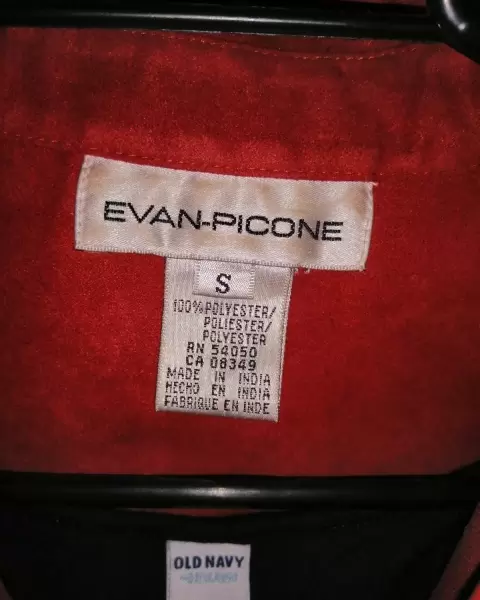 EVAN-PICONE
S
100% POLYESTER/
POLIESTER/
POLYESTER
RN 54050
CA 08349
MADE IN INDIA
HECHO EN INDIA
FABRIQUE EN INDE
OLD NAVY